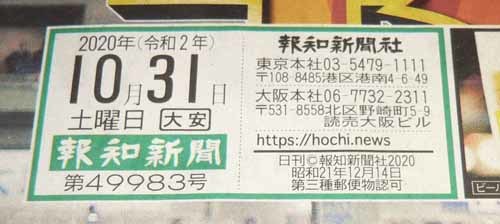 2020年(令和2年)
10月31日
土曜日 大安
報知新聞
第49983号
報知新聞社
東京本社03-5479-1111
〒108-8485港区港南4-6-49
大阪本社06-7732-2311
〒531-8558北区野崎町5-9
読売大阪ビル
https://hochi.news
日刊©報知新聞社2020
昭和21年12月14日
第三種郵便物認可